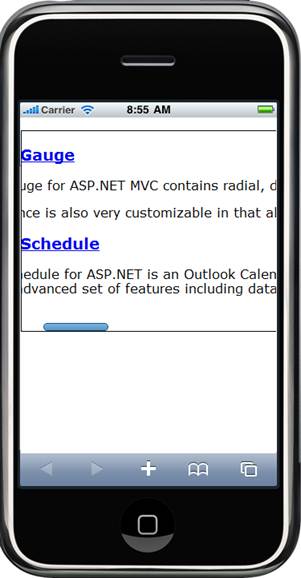 Carrier 8:55 AM
Gauge
uge for ASP.NET MVC contains radial, d
nce is also very customizable in that al
Schedule
edule for ASP.NET is an Outlook Calen
advanced set of features including data